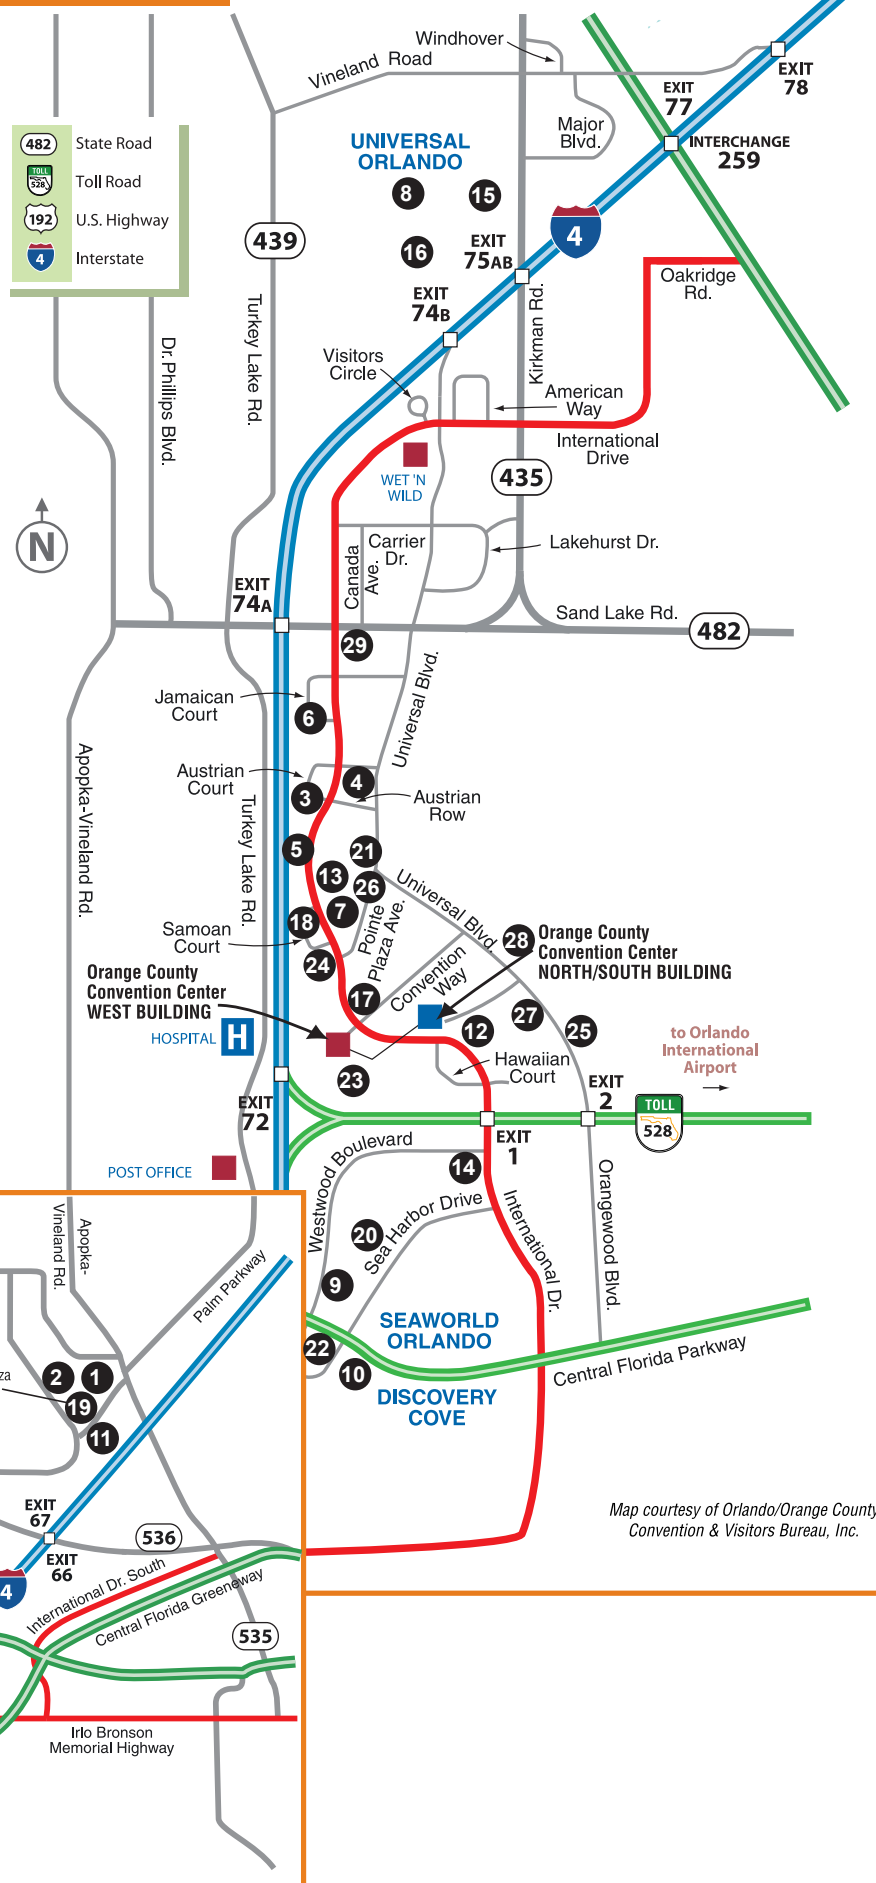 Windhover
Vineland Road
EXIT
78
EXIT
77
Major
Blvd.
INTERCHANGE
259
482 State Road
TOLL
528
Toll Road
192 U.S. Highway
4 Interstate
UNIVERSAL
ORLANDO
8
15
16
439
EXIT
75AB
4
EXIT
74B
Oakridge
Rd.
Turkey Lake Rd.
Dr. Phillips Blvd.
Kirkman Rd.
Visitors
Circle
American
Way
International
Drive
WET 'N
WILD
435
N
Canada
Ave.
Carrier
Dr.
Lakehurst Dr.
EXIT
74A
Sand Lake Rd.
482
29
Universal Blvd.
Jamaican
Court
6
Apopka-Vineland Rd.
Austrian
Court
4
3
Austrian
Row
Turkey Lake Rd.
5
21
13
26
7
18
Universal Blvd.
Pointe
Plaza Ave.
Samoan
Court
24
28
Orange County
Convention Center
NORTH/SOUTH BUILDING
Orange County
Convention Center
WEST BUILDING
Convention
Way
17
HOSPITAL H
12
27
25
to Orlando
International
Airport
Hawaiian
Court
23
EXIT
72
EXIT
2
TOLL
528
EXIT
1
Westwood Boulevard
14
POST OFFICE
Orangewood Blvd.
International Dr.
Sea Harbor Drive
20
9
Apopka-
Vineland Rd.
Palm Parkway
SEAWORLD
ORLANDO
22
10
Central Florida Parkway
DISCOVERY
COVE
za
2
1
19
11
EXIT
67
536
EXIT
66
4
International Dr. South
Central Florida Greeneway
535
Map courtesy of Orlando/Orange County
Convention & Visitors Bureau, Inc.
Irlo Bronson
Memorial Highway